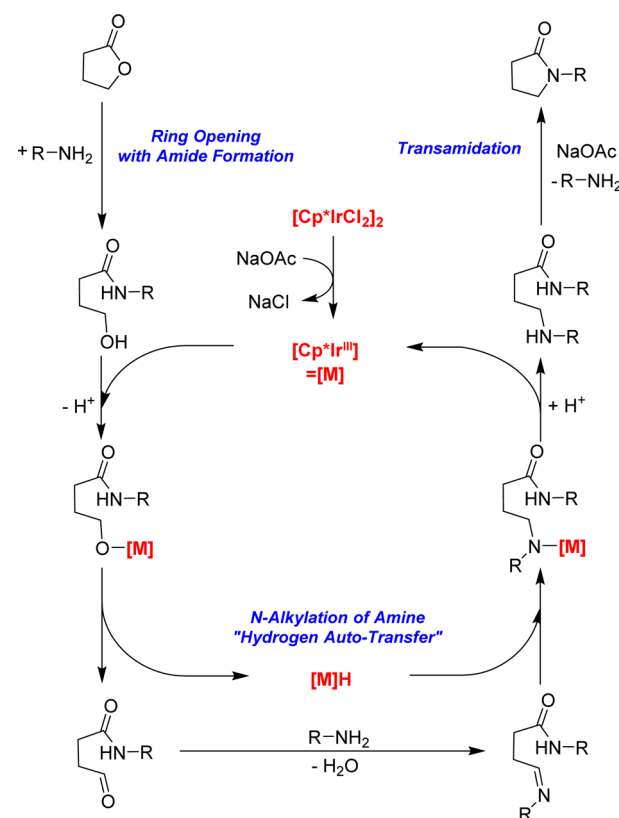 O
O
O
N–R
+R–NH₂
Ring Opening
with Amide Formation
Transamidation
NaOAc
-R–NH₂
[Cp*IrCl₂]₂
NaOAc
NaCl
O
HN–R
OH
O
HN–R
HN–R
[Cp*Irᴵᴵᴵ]
=[M]
- H⁺
+ H⁺
O
HN–R
O–[M]
O
HN–R
N–[M]
R
N-Alkylation of Amine
"Hydrogen Auto-Transfer"
[M]H
O
HN–R
O
R–NH₂
- H₂O
O
HN–R
N
R